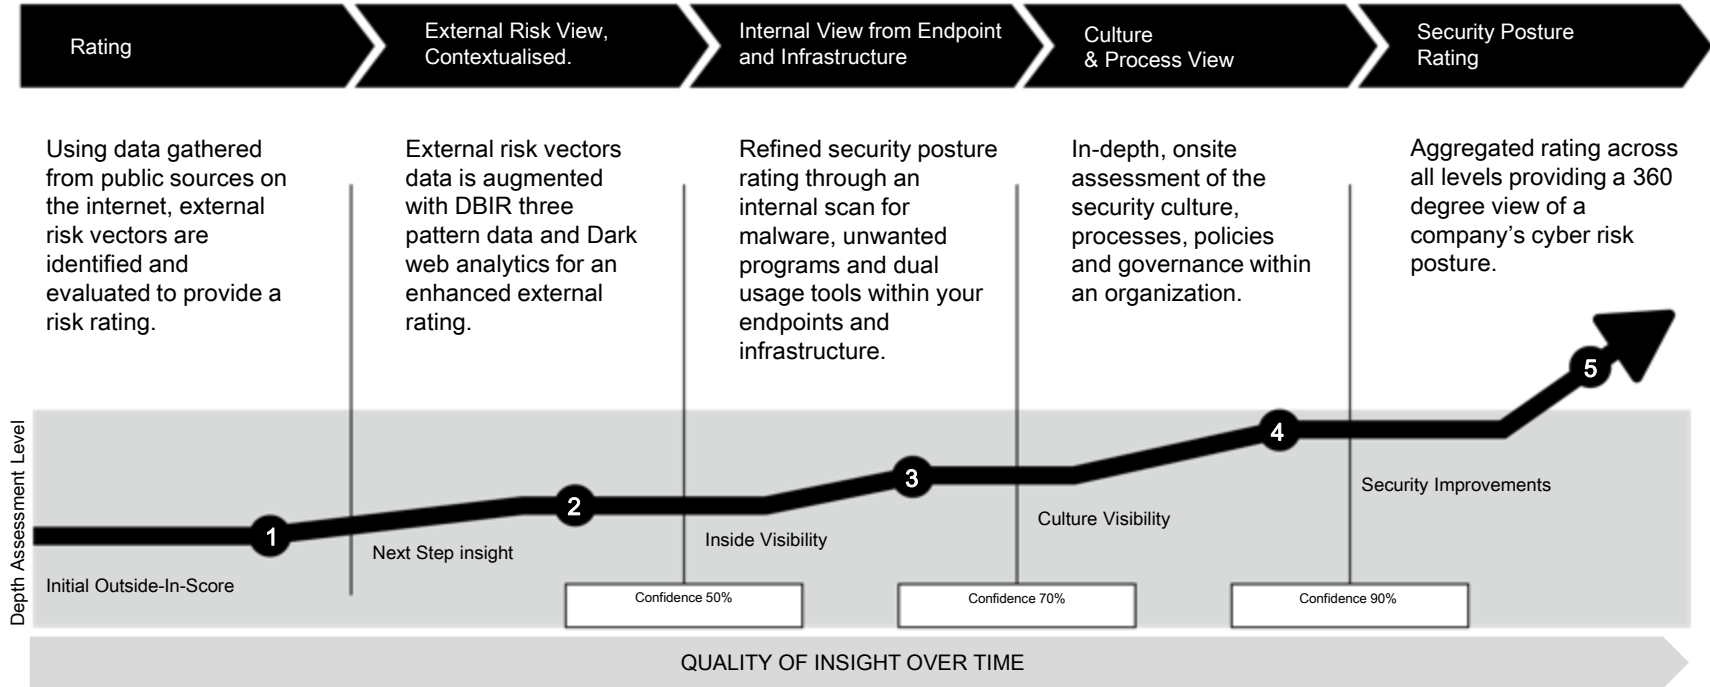 Rating
External Risk View,
Contextualised.
Internal View from Endpoint
and Infrastructure
Culture
& Process View
Security Posture
Rating
Using data gathered
from public sources on
the internet, external
risk vectors are
identified and
evaluated to provide a
risk rating.
External risk vectors
data is augmented
with DBIR three
pattern data and Dark
web analytics for an
enhanced external
rating.
Refined security posture
rating through an
internal scan for
malware, unwanted
programs and dual
usage tools within your
endpoints and
infrastructure.
In-depth, onsite
assessment of the
security culture,
processes, policies
and governance within
an organization.
Aggregated rating across
all levels providing a 360
degree view of a
company’s cyber risk
posture.
Depth Assessment Level
1
2
3
4
5
Initial Outside-In-Score
Next Step insight
Inside Visibility
Culture Visibility
Security Improvements
Confidence 50%
Confidence 70%
Confidence 90%
QUALITY OF INSIGHT OVER TIME